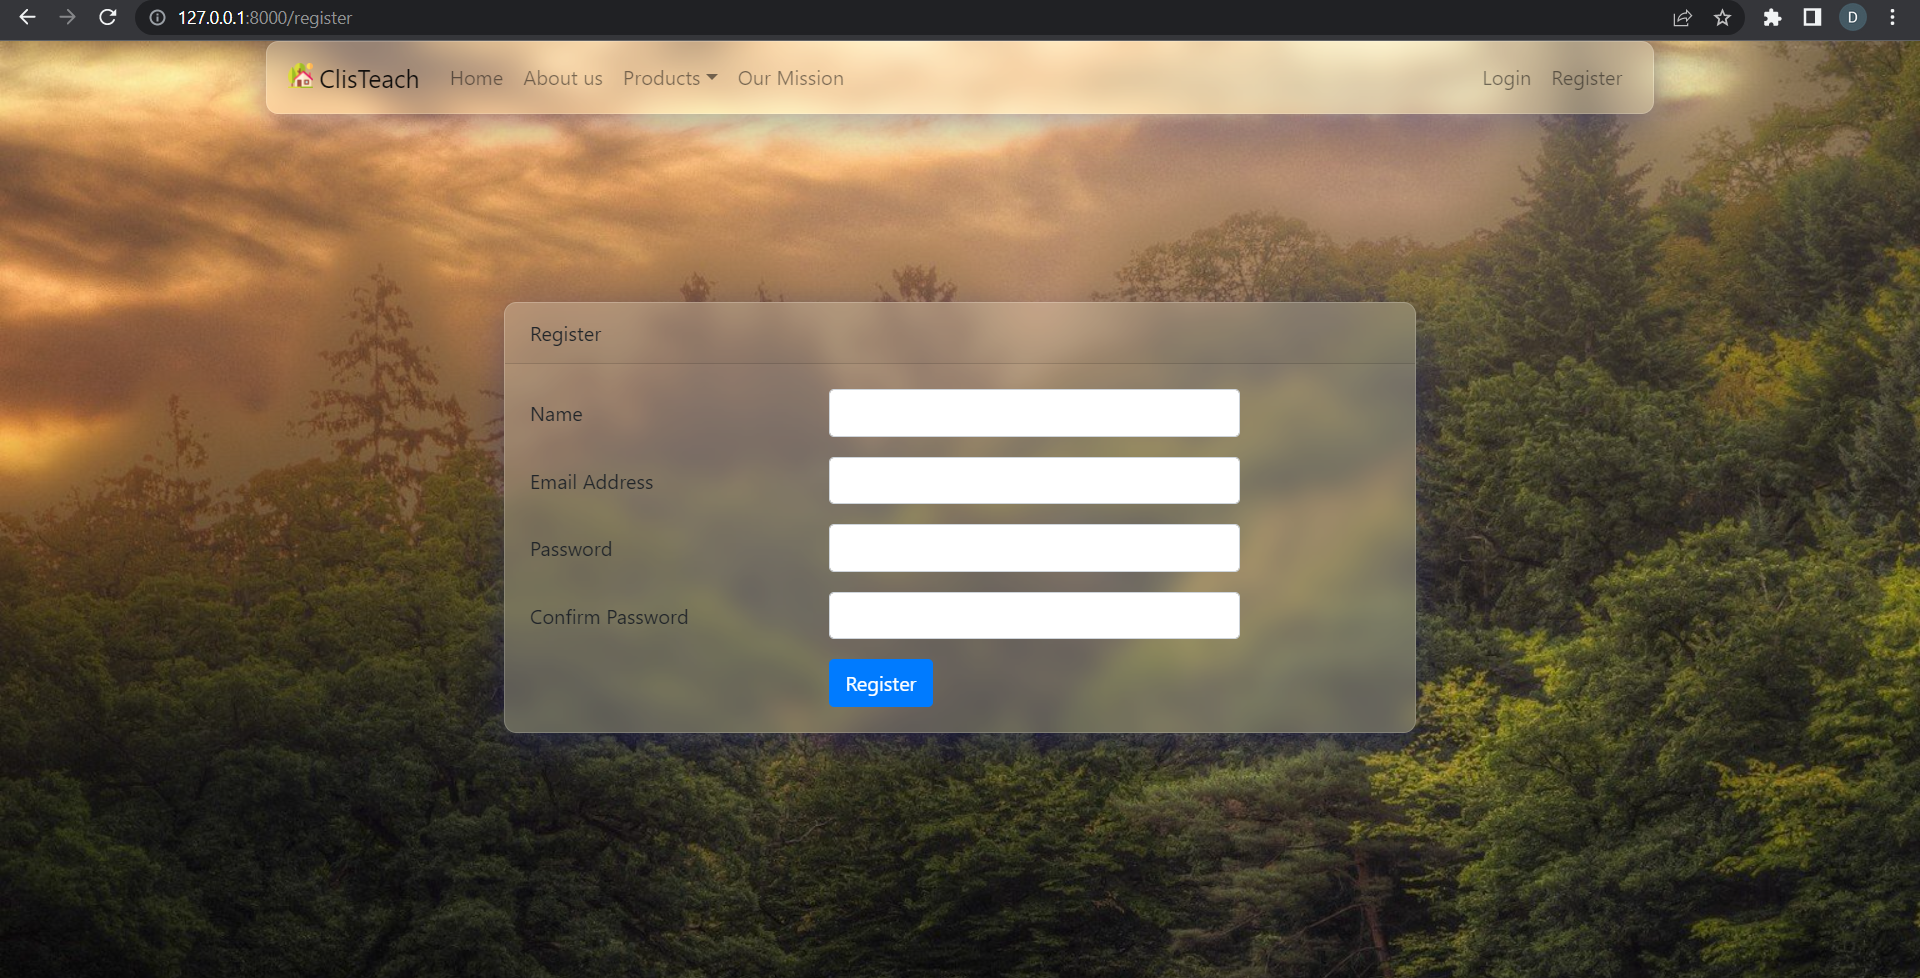 127.0.0.1:8000/register
D
ClisTeach Home About us Products Our Mission Login Register
Register
Name
Email Address
Password
Confirm Password
Register